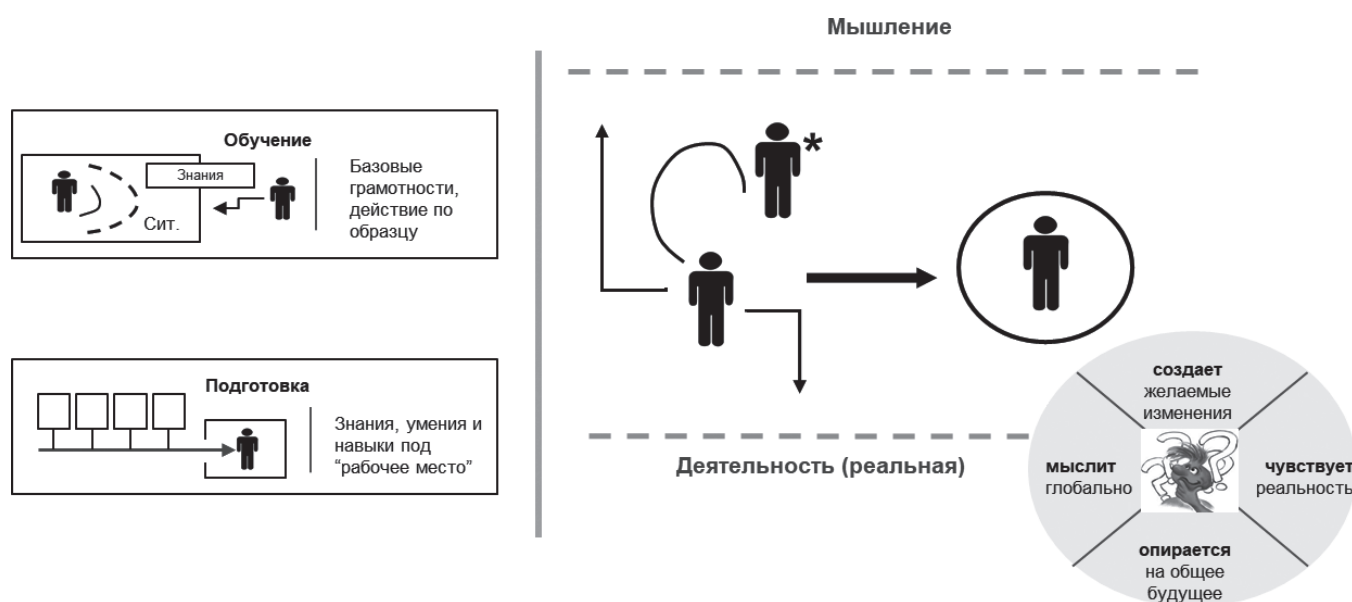 Мышление
Обучение
Знания
Сит.
Базовые
грамотности,
действие по
образцу
*
Подготовка
Знания, умения и
навыки под
“рабочее место”
Деятельность (реальная)
создает
желаемые
изменения
мыслит
глобально
чувствует
реальность
опирается
на общее
будущее